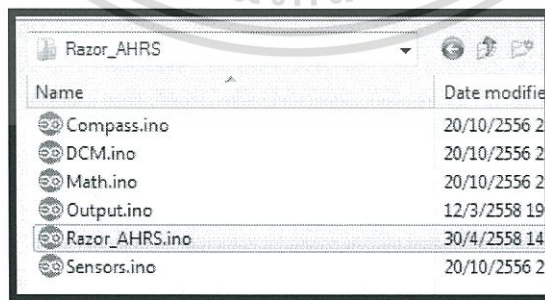 Razor_AHRS
Name Date modifie
Compass.ino 20/10/2556 2
DCM.ino 20/10/2556 2
Math.ino 20/10/2556 2
Output.ino 12/3/2558 19
Razor_AHRS.ino 30/4/2558 14
Sensors.ino 20/10/2556 2